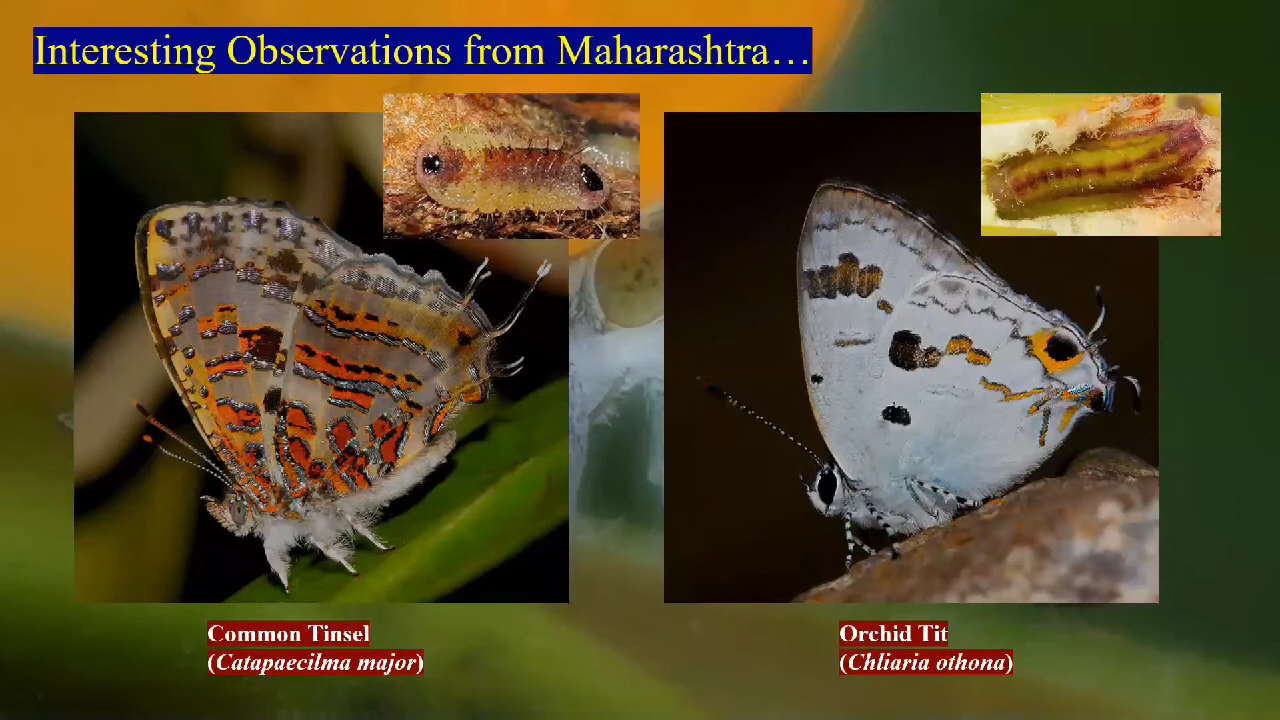 Interesting Observations from Maharashtra…
Common Tinsel
(Catapaecilma major)
Orchid Tit
(Chliaria othona)